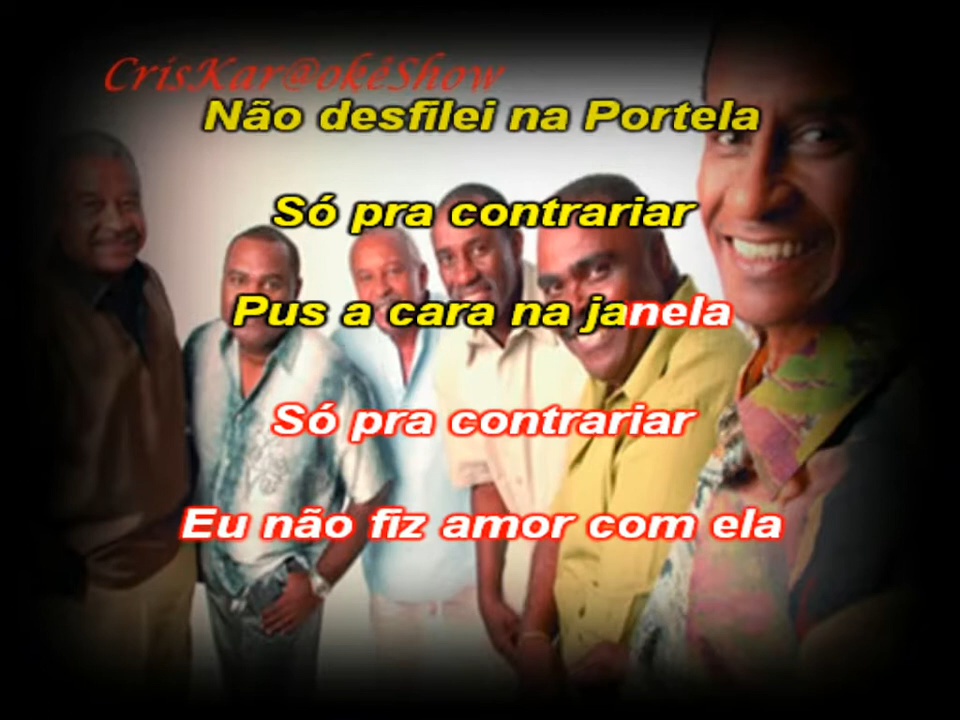 CrisKar@okêShow
Não desfilei na Portela
Só pra contrariar
Pus a cara na janela
Só pra contrariar
Eu não fiz amor com ela